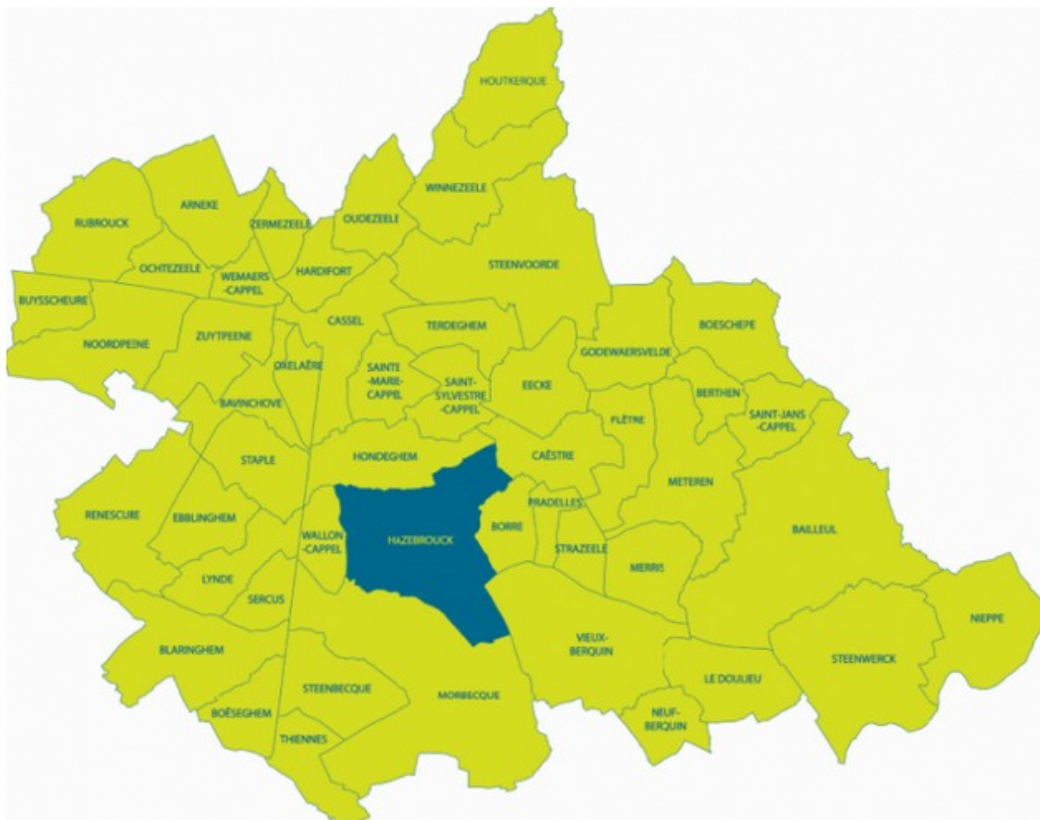 HOUTKERQUE
WINNEZEELE
ARNEKE
OUDEZEELE
RUBROUCK
ZERMEZEELE
STEENVOORDE
OCHTEZEELE
HARDIFORT
WEMAERS
-CAPPEL
BUYSSCHEURE
CASSEL
TERDEGHEM
BOESCHEPE
ZUYTPEENE
NOORDPEENE
GODEWAERSVELDE
OXELAËRE
SAINTE
-MARIE-
CAPPEL
SAINT-
SYLVESTRE
-CAPPEL
EECKE
BERTHEN
BAVINCHOVE
FLÊTRE
SAINT-JANS
-CAPPEL
STAPLE
HONDEGHEM
CAËSTRE
METEREN
RENESCURE
EBBLINGHEM
PRADELLES
BORRE
BAILLEUL
WALLON
-CAPPEL
HAZEBROUCK
STRAZEELE
MERRIS
LYNDE
SERCUS
NIEPPE
VIEUX-
BERQUIN
BLARINGHEM
STEENWERCK
LE DOULIEU
STEENBECQUE
MORBECQUE
BOËSEGHEM
NEUF-
BERQUIN
THIENNES